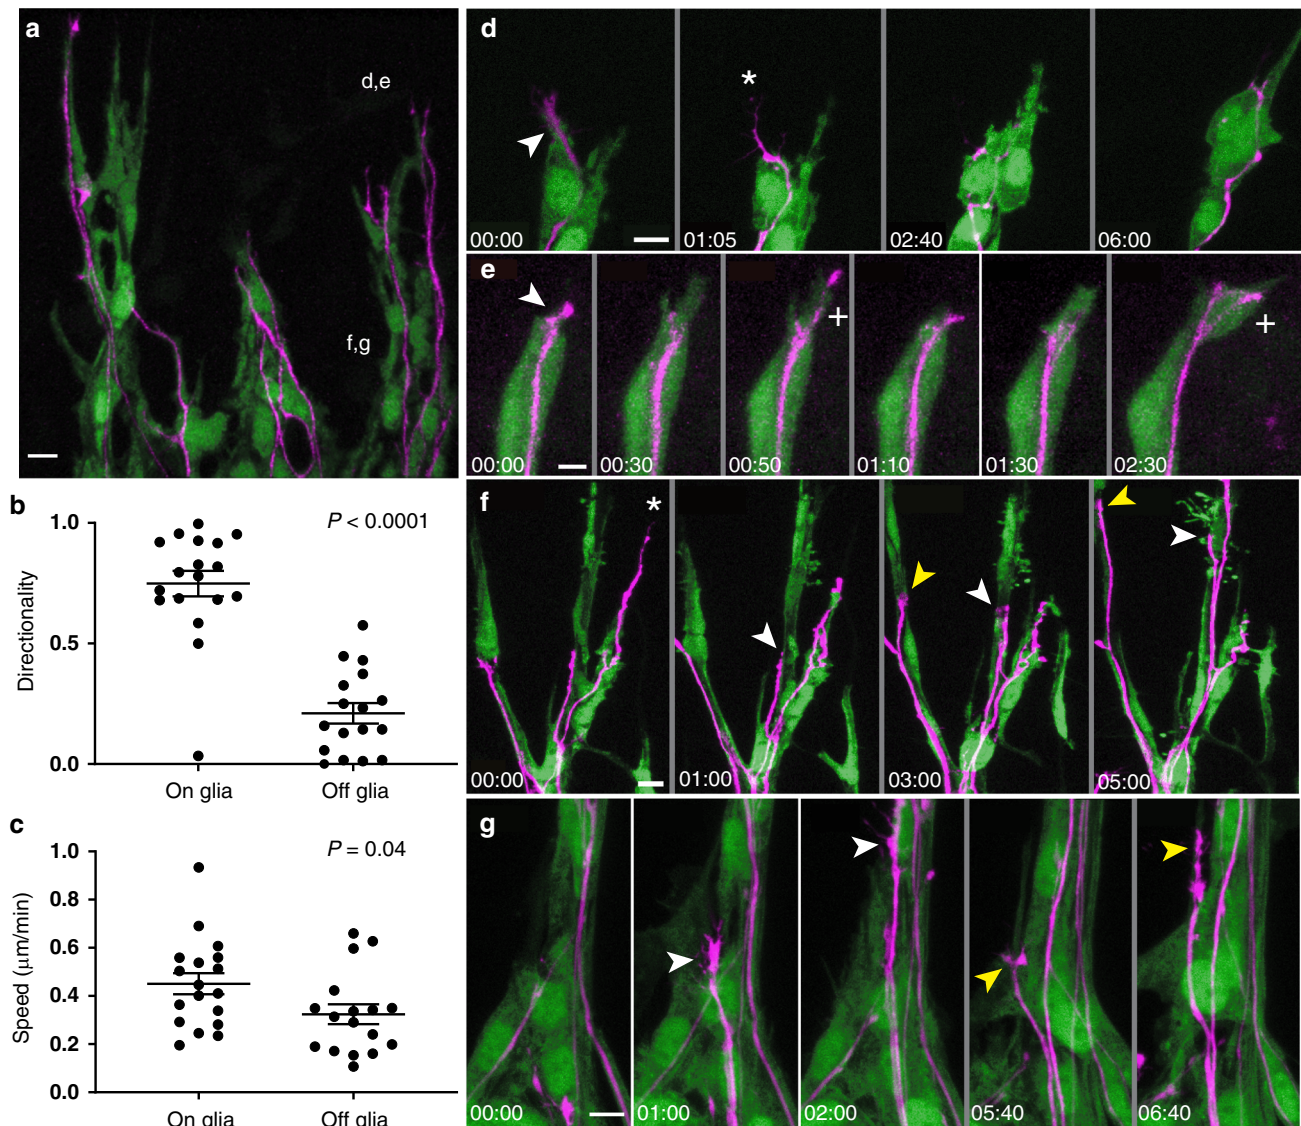 a
d,e
f,g
b
P < 0.0001
Directionality
1.0
0.5
0.0
On glia
Off glia
c
P = 0.04
Speed (μm/min)
1.0
0.8
0.6
0.4
0.2
0.0
On glia
Off glia
d
*
00:00
01:05
02:40
06:00
e
+
+
00:00
00:30
00:50
01:10
01:30
02:30
f
*
00:00
01:00
03:00
05:00
g
00:00
01:00
02:00
05:40
06:40